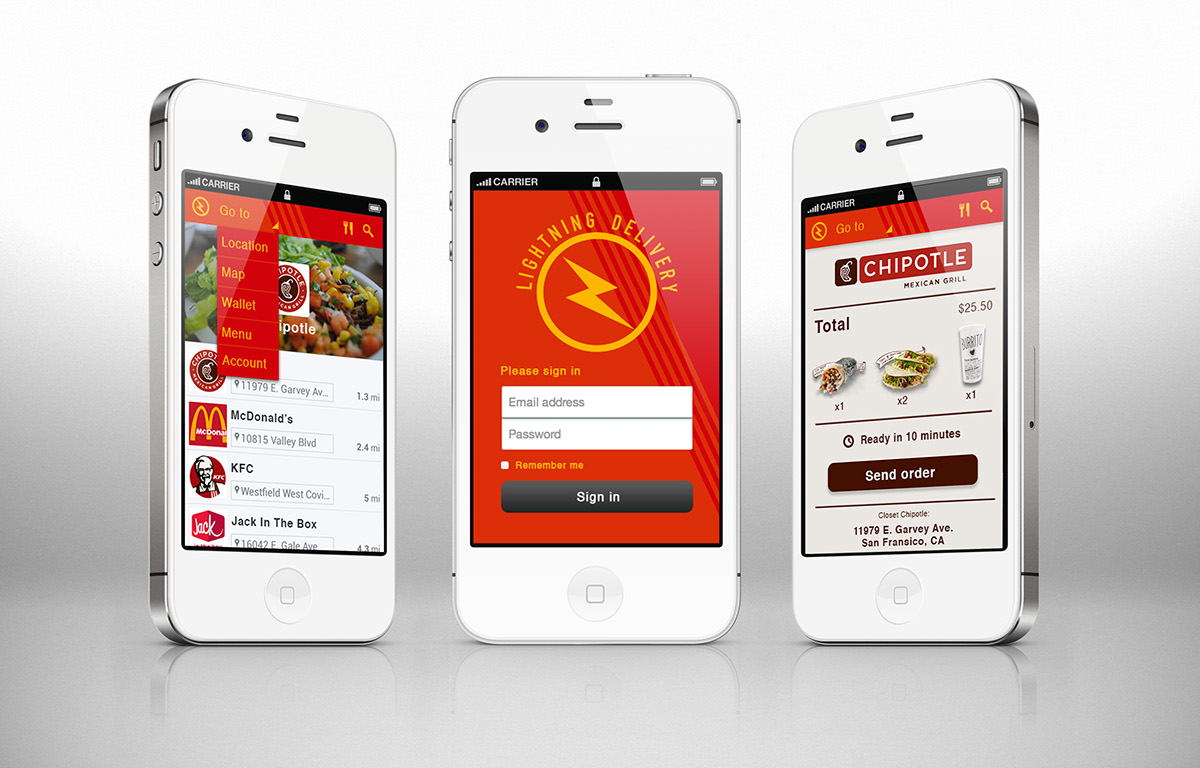 CARRIER
Go to
Location
Map
Wallet
Menu
Account
ipotle
CHIPOTLE
MEXICAN GRILL
11979 E. Garvey Av...
1.3 mi
McDonald's
10815 Valley Blvd
2.4 mi
KFC
Westfield West Covi...
5 mi
Jack
Jack In The Box
16042 E. Gale Ave
4.3 mi
CARRIER
LIGHTNING DELIVERY
Please sign in
Email address
Password
Remember me
Sign in
CARRIER
Go to
CHIPOTLE
MEXICAN GRILL
$25.50
Total
BURRITO
x1
x2
x1
Ready in 10 minutes
Send order
Closet Chipotle:
11979 E. Garvey Ave.
San Fransico, CA